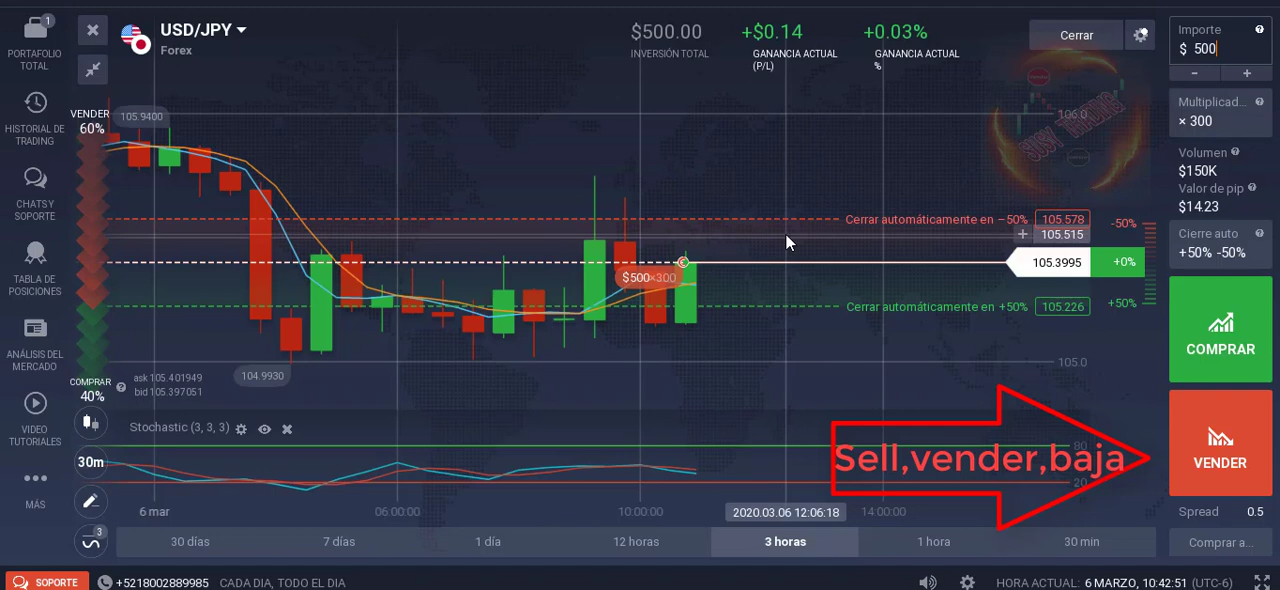 1
PORTAFOLIO
TOTAL
HISTORIAL DE
TRADING
CHATS Y
SOPORTE
TABLA DE
POSICIONES
ANÁLISIS DEL
MERCADO
VIDEO
TUTORIALES
MÁS
USD/JPY
Forex
$500.00
INVERSIÓN TOTAL
+$0.14
GANANCIA ACTUAL
(P/L)
+0.03%
GANANCIA ACTUAL
%
Cerrar
VENDER
60%
105.9400
106.0
SUSY TRADING
Cerrar automáticamente en −50%
105.578
-50%
+ 105.515
105.3995
+0%
$500×300
Cerrar automáticamente en +50%
105.226
+50%
105.0
104.9930
COMPRAR
40%
ask 105.401949
bid 105.397051
Stochastic (3, 3, 3)
80
20
30m
3
Sell,vender,baja
6 mar
06:00:00
10:00:00
2020.03.06 12:06:18
14:00:00
30 días
7 días
1 día
12 horas
3 horas
1 hora
30 min
Importe
$ 500
- +
Multiplicad...
× 300
Volumen
$150K
Valor de pip
$14.23
Cierre auto
+50% -50%
COMPRAR
VENDER
Spread 0.5
Comprar a...
SOPORTE
+5218002889985
CADA DIA, TODO EL DIA
HORA ACTUAL: 6 MARZO, 10:42:51 (UTC-6)